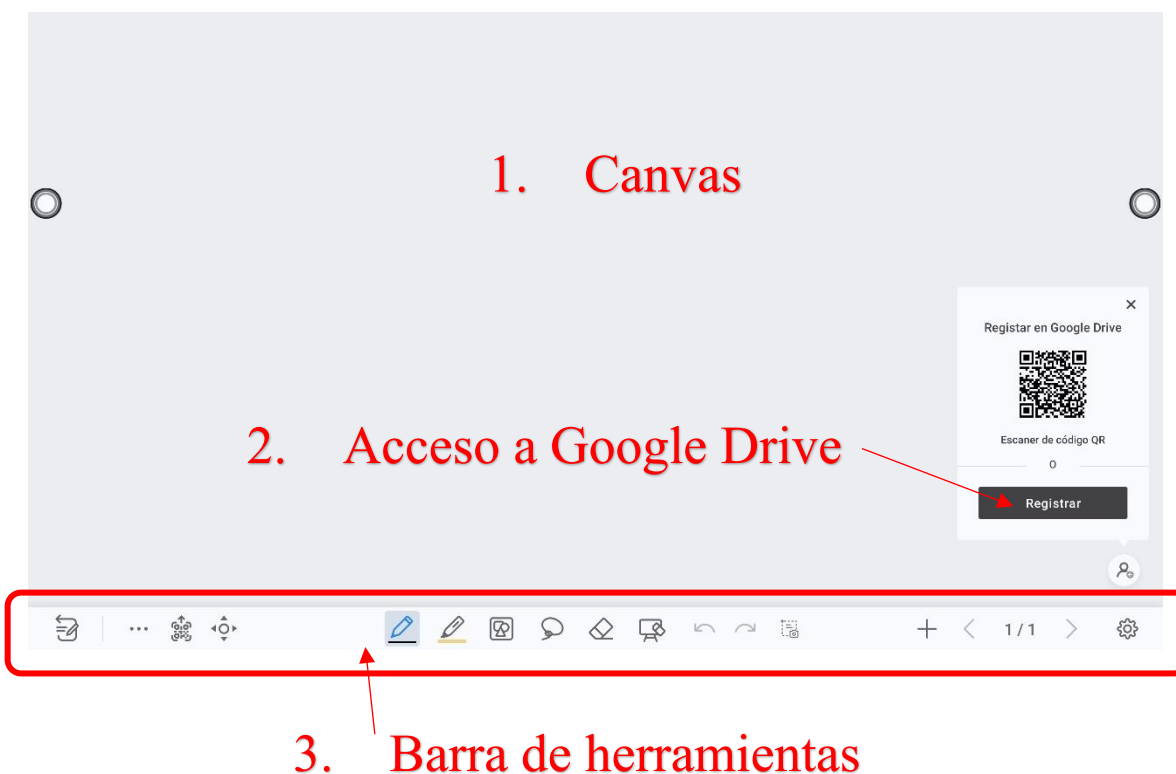 1. Canvas
Registar en Google Drive
Escaner de código QR
2. Acceso a Google Drive
O
Registrar
1/1
3. Barra de herramientas